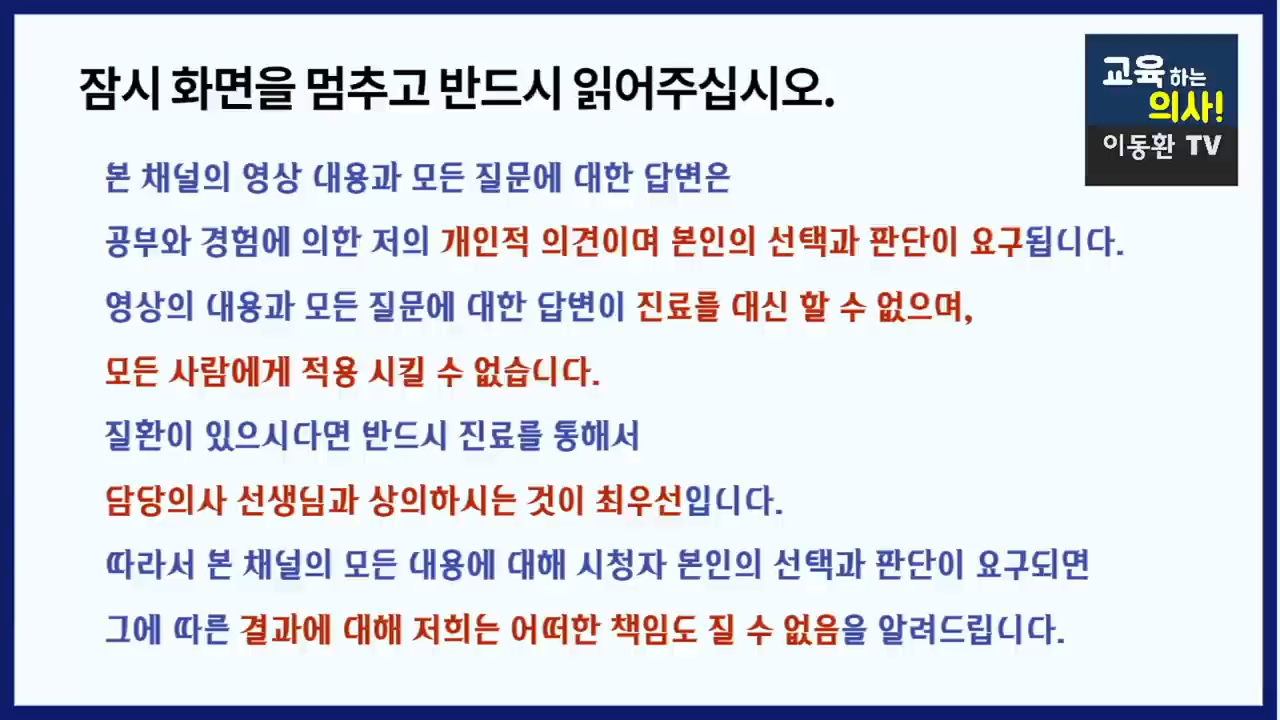 잠시 화면을 멈추고 반드시 읽어주십시오.
교육하는
의사!
이동환 TV
본 채널의 영상 내용과 모든 질문에 대한 답변은
공부와 경험에 의한 저의 개인적 의견이며 본인의 선택과 판단이 요구됩니다.
영상의 내용과 모든 질문에 대한 답변이 진료를 대신 할 수 없으며,
모든 사람에게 적용 시킬 수 없습니다.
질환이 있으시다면 반드시 진료를 통해서
담당의사 선생님과 상의하시는 것이 최우선입니다.
따라서 본 채널의 모든 내용에 대해 시청자 본인의 선택과 판단이 요구되면
그에 따른 결과에 대해 저희는 어떠한 책임도 질 수 없음을 알려드립니다.